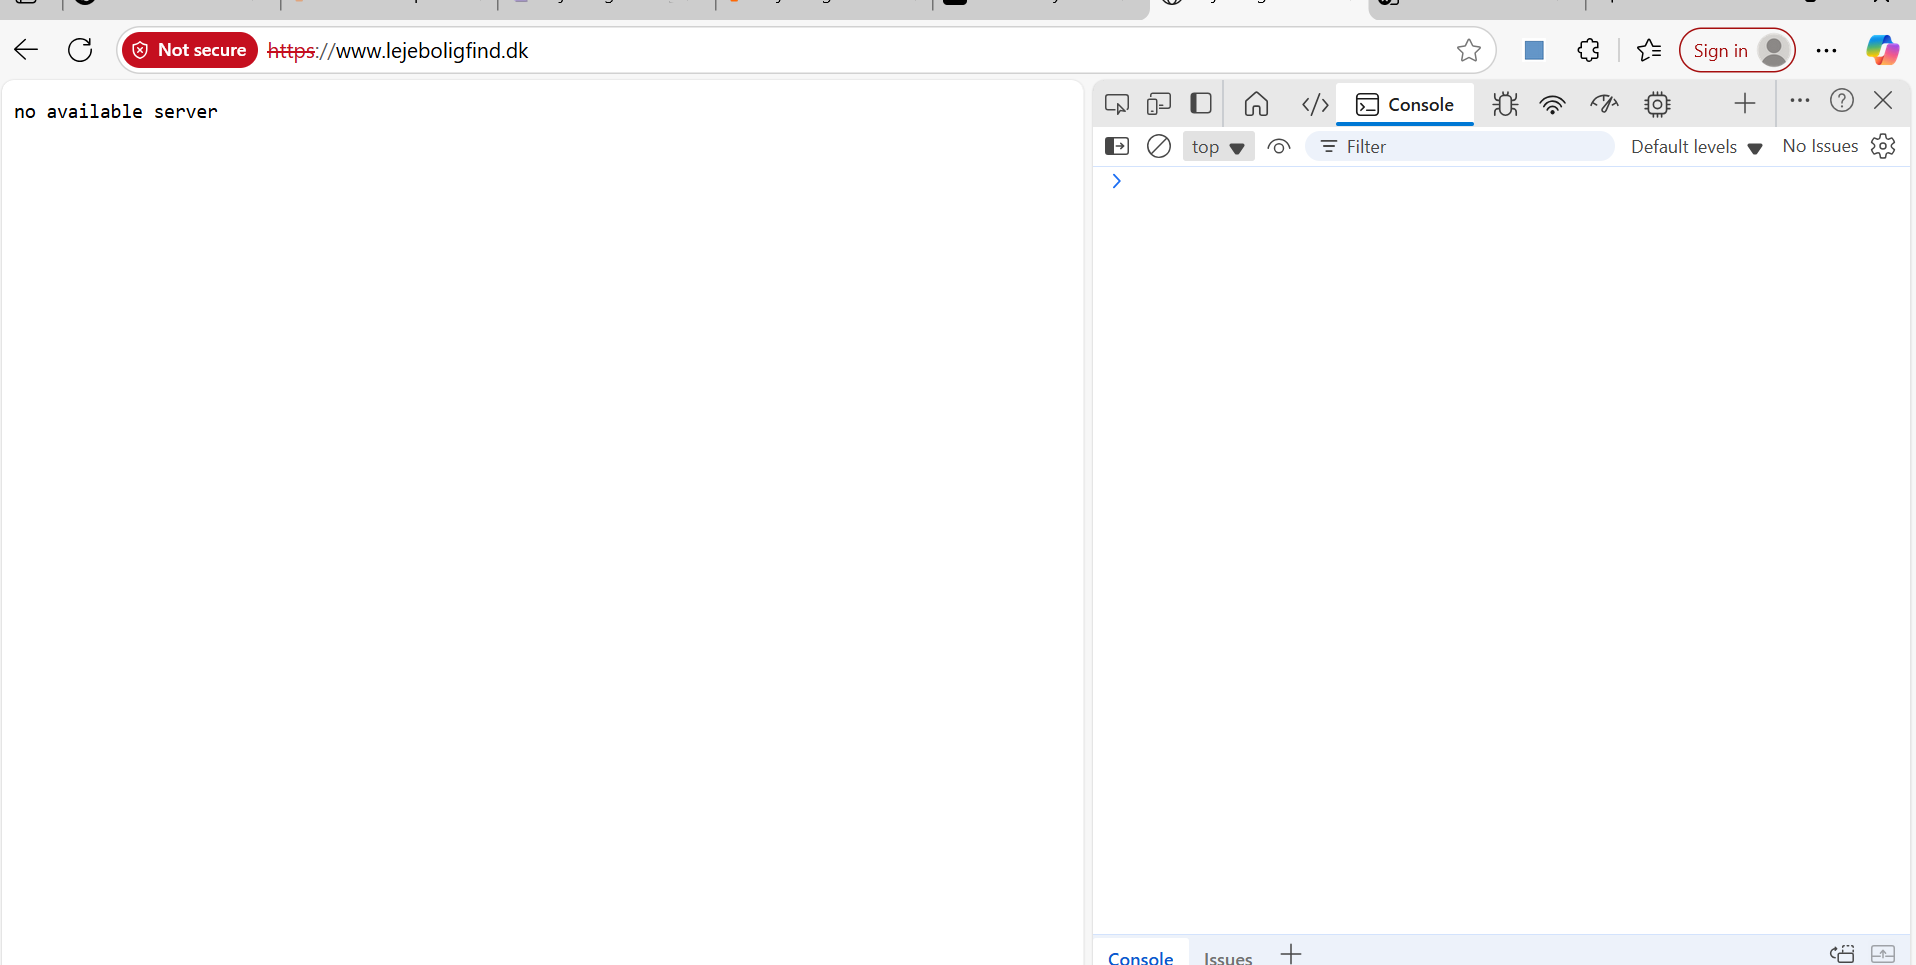 Not secure https://www.lejeboligfind.dk Sign in
no available server
Console
top Filter Default levels No Issues
Console Issues